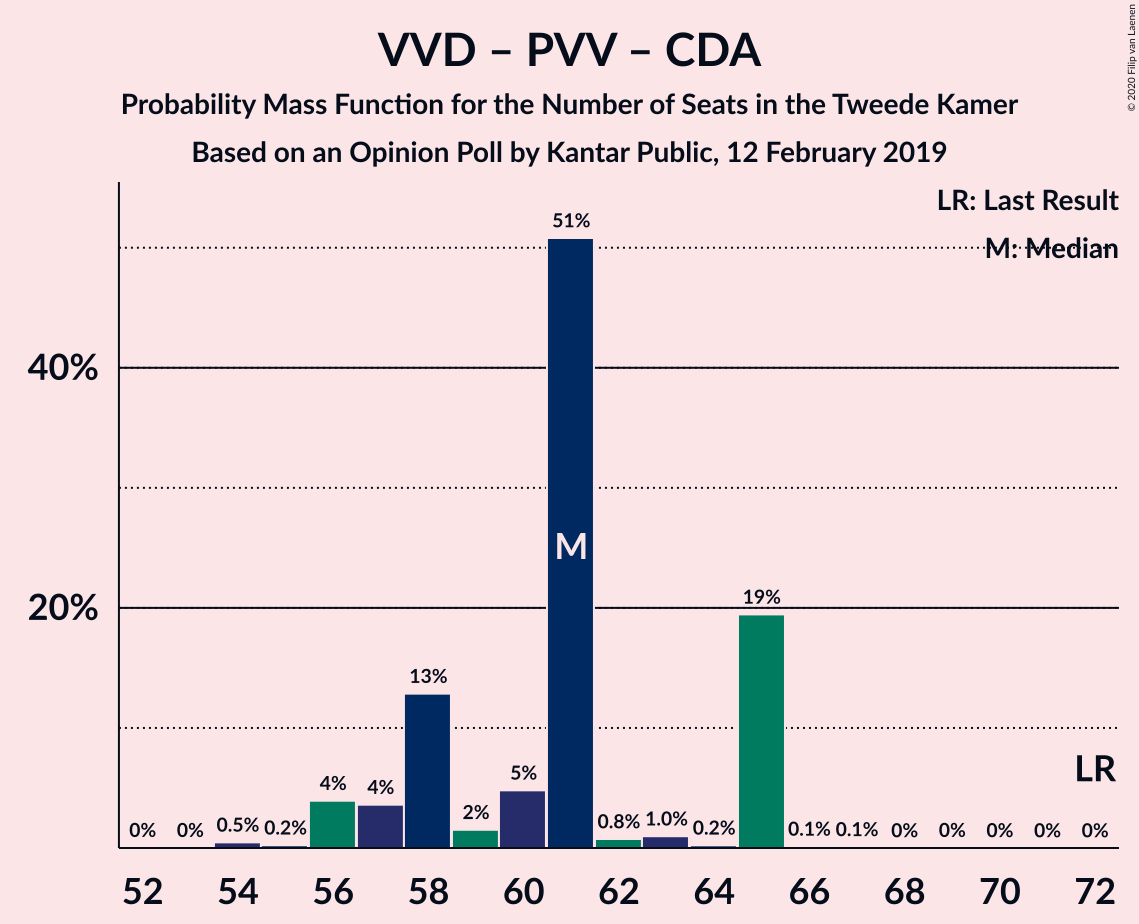 VVD – PVV – CDA
Probability Mass Function for the Number of Seats in the Tweede Kamer
Based on an Opinion Poll by Kantar Public, 12 February 2019
© 2020 Filip van Laenen
LR: Last Result
M: Median
40%
20%
0% 0% 0.5% 0.2% 4% 4% 13% 2% 5% 51% 0.8% 1.0% 0.2% 19% 0.1% 0.1% 0% 0% 0% 0% 0%
M
LR
52 54 56 58 60 62 64 66 68 70 72